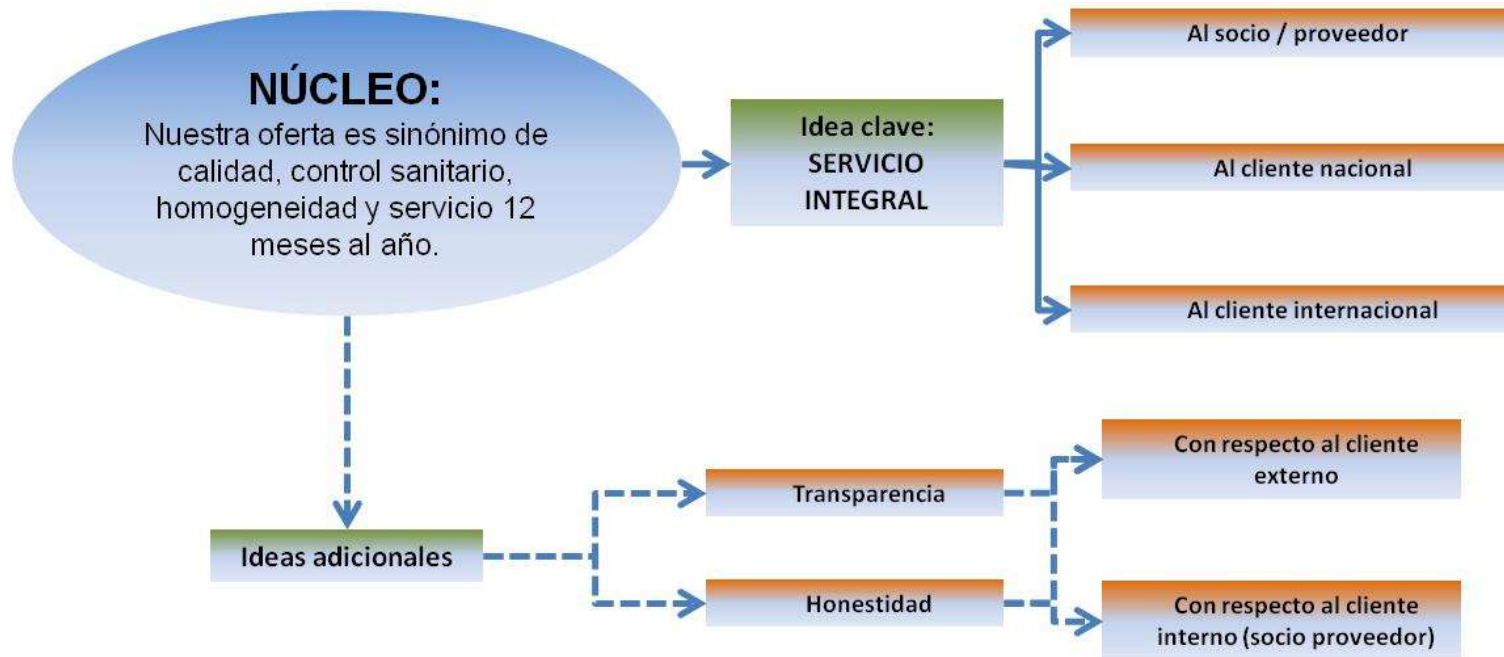 NÚCLEO:
Nuestra oferta es sinónimo de
calidad, control sanitario,
homogeneidad y servicio 12
meses al año.
Idea clave:
SERVICIO
INTEGRAL
Al socio / proveedor
Al cliente nacional
Al cliente internacional
Ideas adicionales
Transparencia
Honestidad
Con respecto al cliente
externo
Con respecto al cliente
interno (socio proveedor)